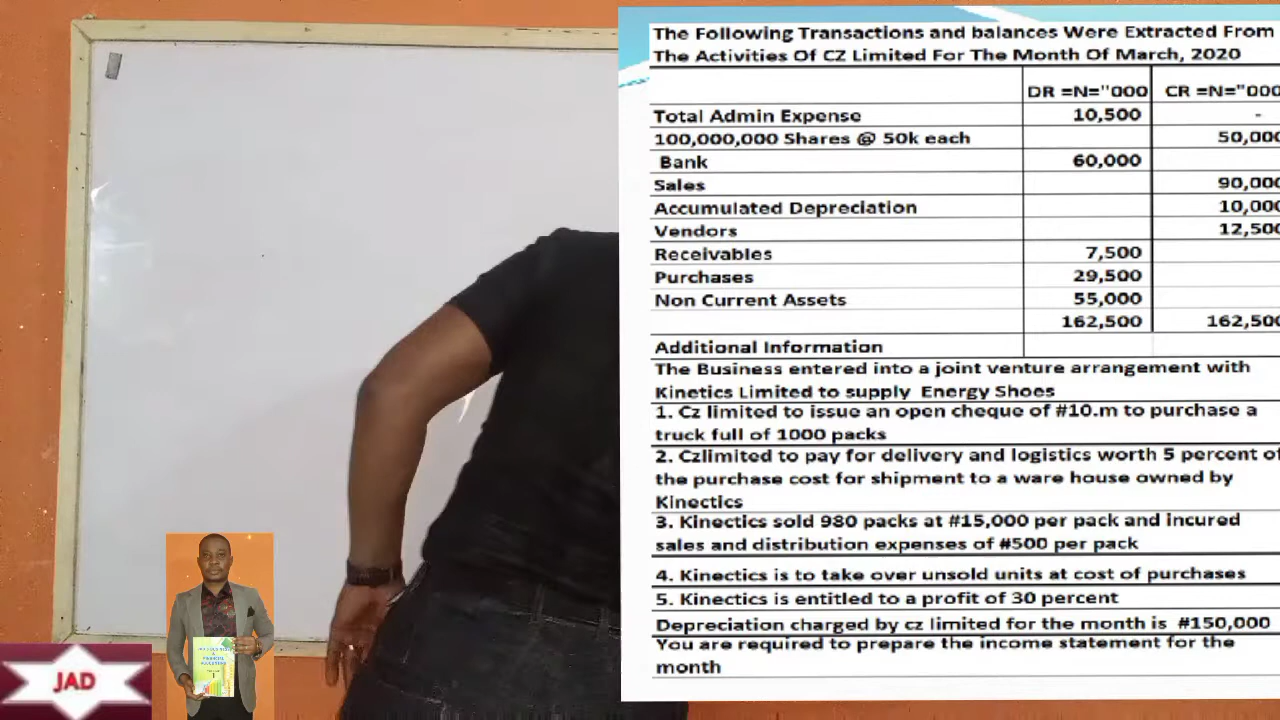 The Following Transactions and balances Were Extracted From
The Activities Of CZ Limited For The Month Of March, 2020
DR =N="000 CR =N="000
Total Admin Expense 10,500 -
100,000,000 Shares @ 50k each 50,000
Bank 60,000
Sales 90,000
Accumulated Depreciation 10,000
Vendors 12,500
Receivables 7,500
Purchases 29,500
Non Current Assets 55,000
162,500 162,500
Additional Information
The Business entered into a joint venture arrangement with
Kinetics Limited to supply Energy Shoes
1. Cz limited to issue an open cheque of #10.m to purchase a
truck full of 1000 packs
2. Czlimited to pay for delivery and logistics worth 5 percent of
the purchase cost for shipment to a ware house owned by
Kinectics
3. Kinectics sold 980 packs at #15,000 per pack and incured
sales and distribution expenses of #500 per pack
4. Kinectics is to take over unsold units at cost of purchases
5. Kinectics is entitled to a profit of 30 percent
Depreciation charged by cz limited for the month is #150,000
You are required to prepare the income statement for the
month
JAD